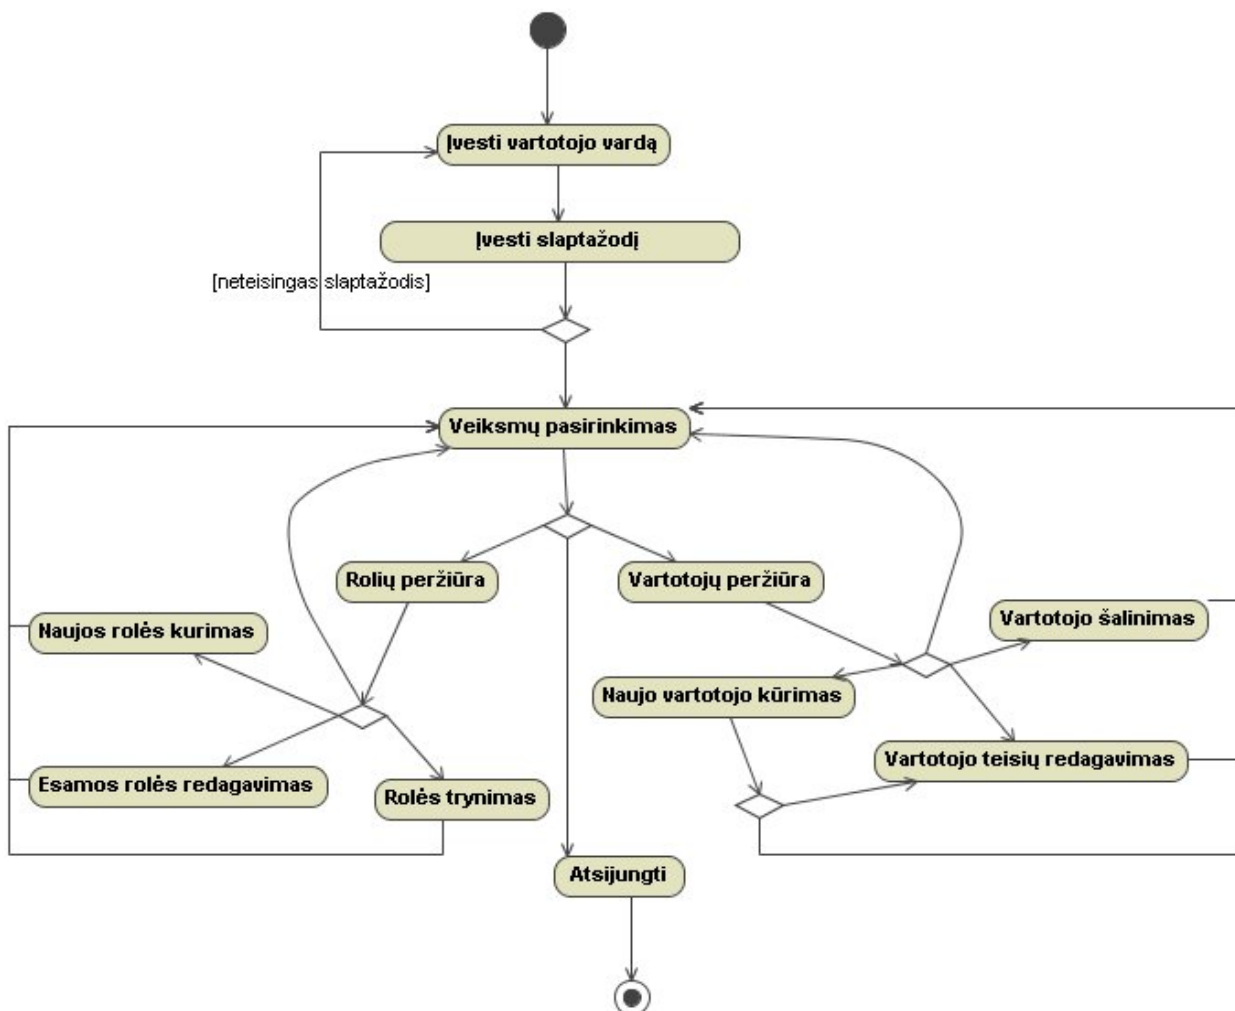 Įvesti vartotojo vardą
Įvesti slaptažodį
[neteisingas slaptažodis]
Veiksmų pasirinkimas
Rolių peržiūra
Vartotojų peržiūra
Naujos rolės kurimas
Vartotojo šalinimas
Naujo vartotojo kūrimas
Esamos rolės redagavimas
Rolės trynimas
Vartotojo teisių redagavimas
Atsijungti